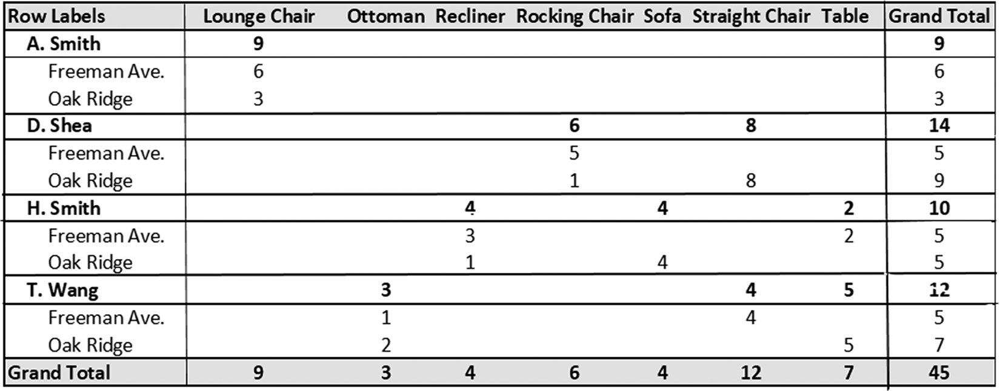 Row Labels Lounge Chair Ottoman Recliner Rocking Chair Sofa Straight Chair Table Grand Total
A. Smith 9 9
Freeman Ave. 6 6
Oak Ridge 3 3
D. Shea 6 8 14
Freeman Ave. 5 5
Oak Ridge 1 8 9
H. Smith 4 4 2 10
Freeman Ave. 3 2 5
Oak Ridge 1 4 5
T. Wang 3 4 5 12
Freeman Ave. 1 4 5
Oak Ridge 2 5 7
Grand Total 9 3 4 6 4 12 7 45